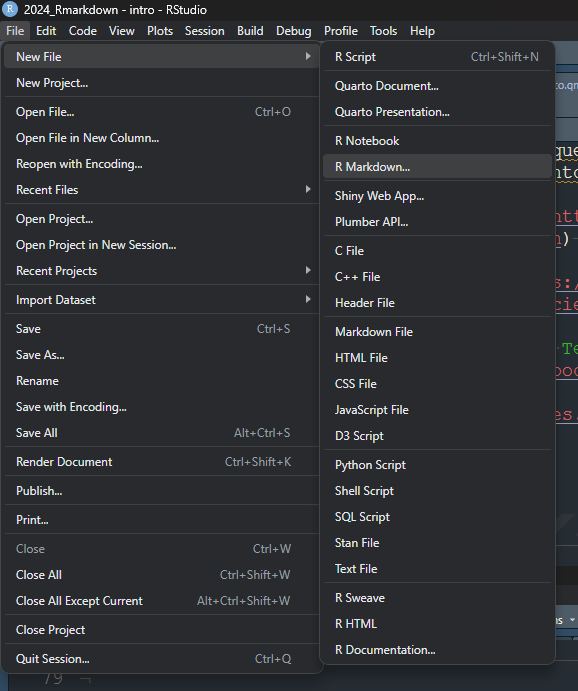 R 2024_Rmarkdown - intro - RStudio
File Edit Code View Plots Session Build Debug Profile Tools Help
New File
New Project...
Open File... Ctrl+O
Open File in New Column...
Reopen with Encoding...
Recent Files
Open Project...
Open Project in New Session...
Recent Projects
Import Dataset
Save Ctrl+S
Save As...
Rename
Save with Encoding...
Save All Alt+Ctrl+S
Render Document Ctrl+Shift+K
Publish...
Print...
Close Ctrl+W
Close All Ctrl+Shift+W
Close All Except Current Alt+Ctrl+Shift+W
Close Project
Quit Session... Ctrl+Q
R Script Ctrl+Shift+N
Quarto Document...
Quarto Presentation...
R Notebook
R Markdown...
Shiny Web App...
Plumber API...
C File
C++ File
Header File
Markdown File
HTML File
CSS File
JavaScript File
D3 Script
Python Script
Shell Script
SQL Script
Stan File
Text File
R Sweave
R HTML
R Documentation...
79